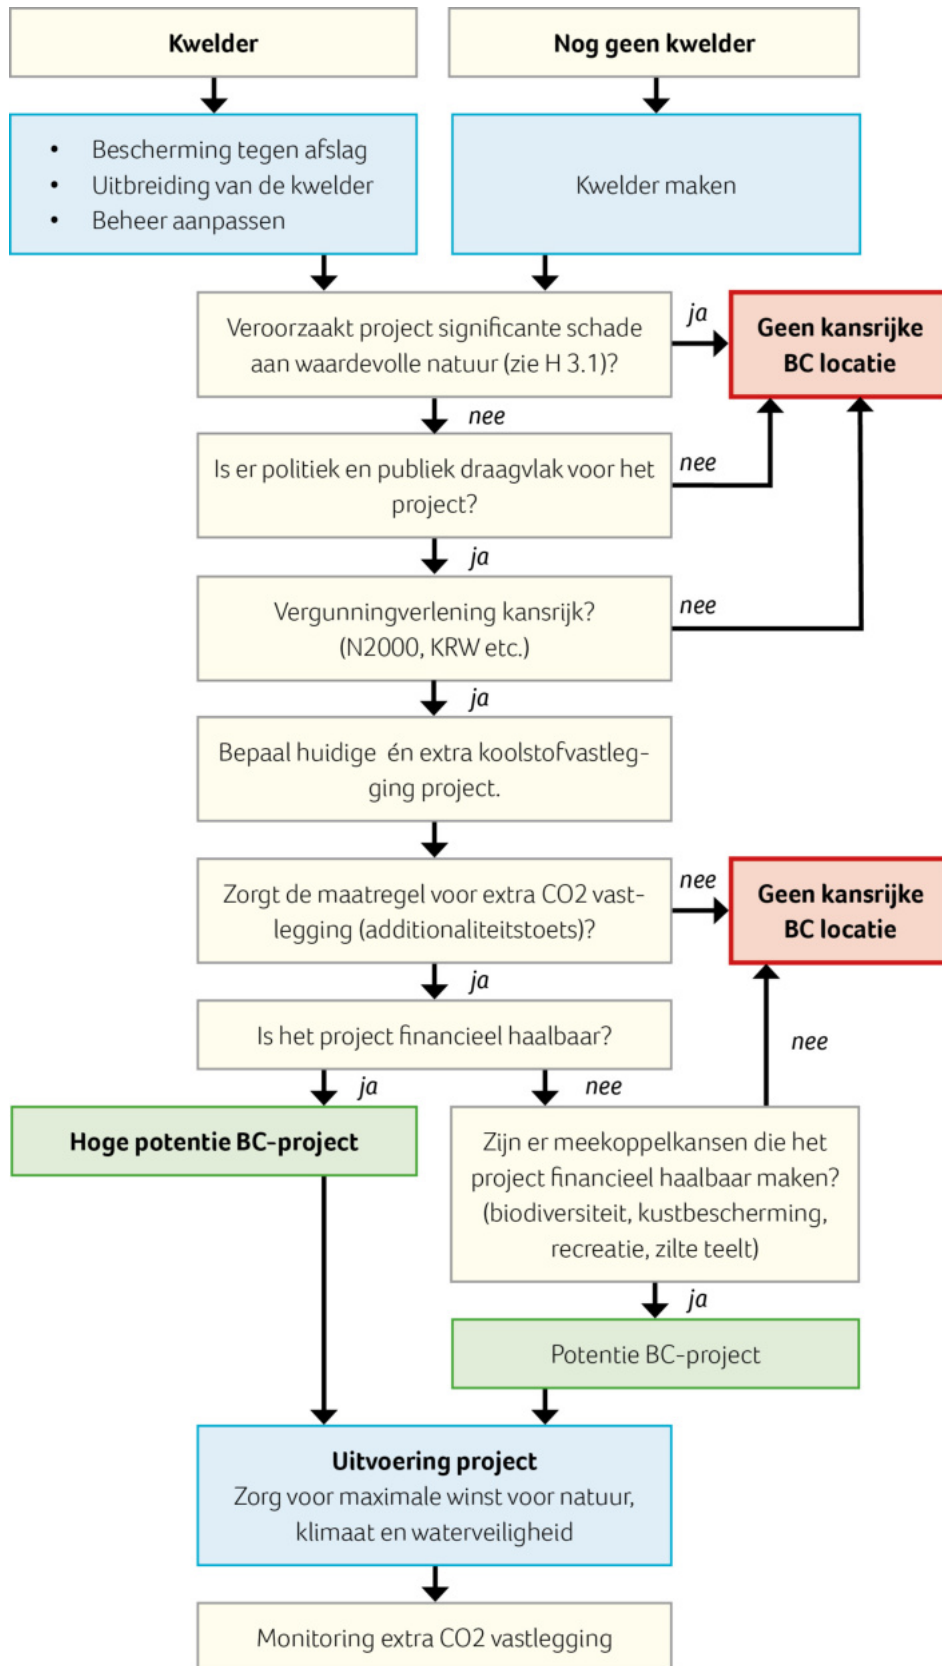 Kwelder
Nog geen kwelder
• Bescherming tegen afslag
• Uitbreiding van de kwelder
• Beheer aanpassen
Kwelder maken
Veroorzaakt project significante schade
aan waardevolle natuur (zie H 3.1)?
ja
Geen kansrijke
BC locatie
nee
Is er politiek en publiek draagvlak voor het
project?
nee
ja
Vergunningverlening kansrijk?
(N2000, KRW etc.)
nee
ja
Bepaal huidige én extra koolstofvastleg-
ging project.
Zorgt de maatregel voor extra CO2 vast-
legging (additionaliteitstoets)?
nee
Geen kansrijke
BC locatie
ja
Is het project financieel haalbaar?
nee
ja
nee
Hoge potentie BC-project
Zijn er meekoppelkansen die het
project financieel haalbaar maken?
(biodiversiteit, kustbescherming,
recreatie, zilte teelt)
ja
Potentie BC-project
Uitvoering project
Zorg voor maximale winst voor natuur,
klimaat en waterveiligheid
Monitoring extra CO2 vastlegging